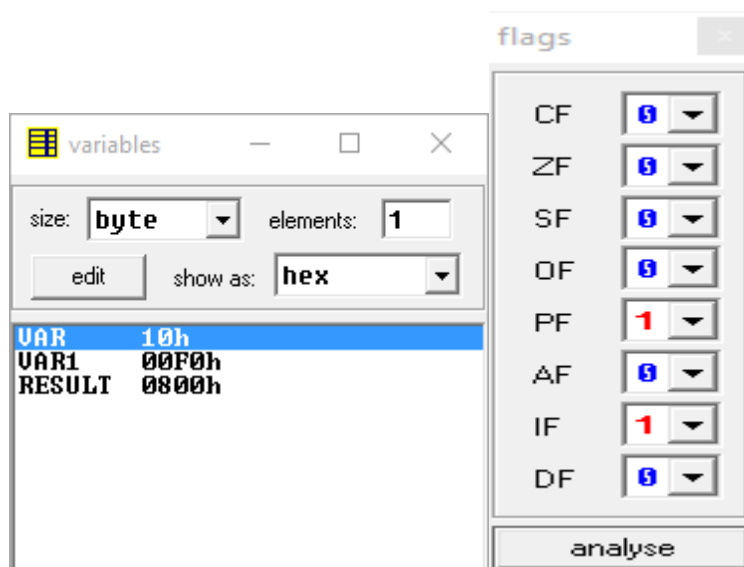 variables
size: byte elements: 1
edit show as: hex
VAR 10h
VAR1 00F0h
RESULT 0800h
flags
CF 0
ZF 0
SF 0
OF 0
PF 1
AF 0
IF 1
DF 0
analyse